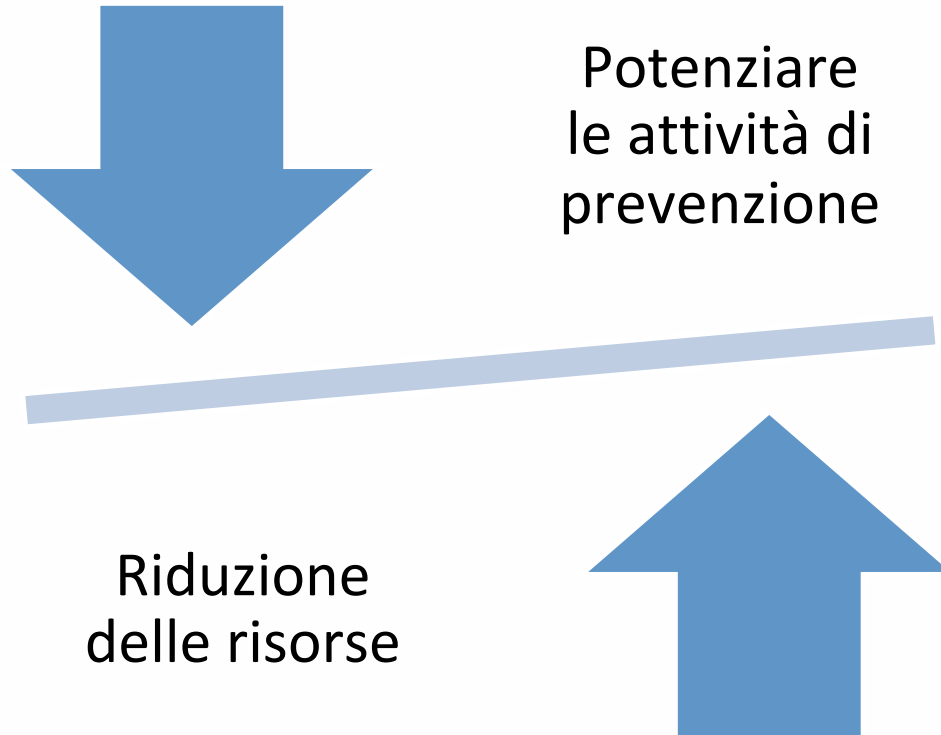 Potenziare
le attività di
prevenzione
Riduzione
delle risorse